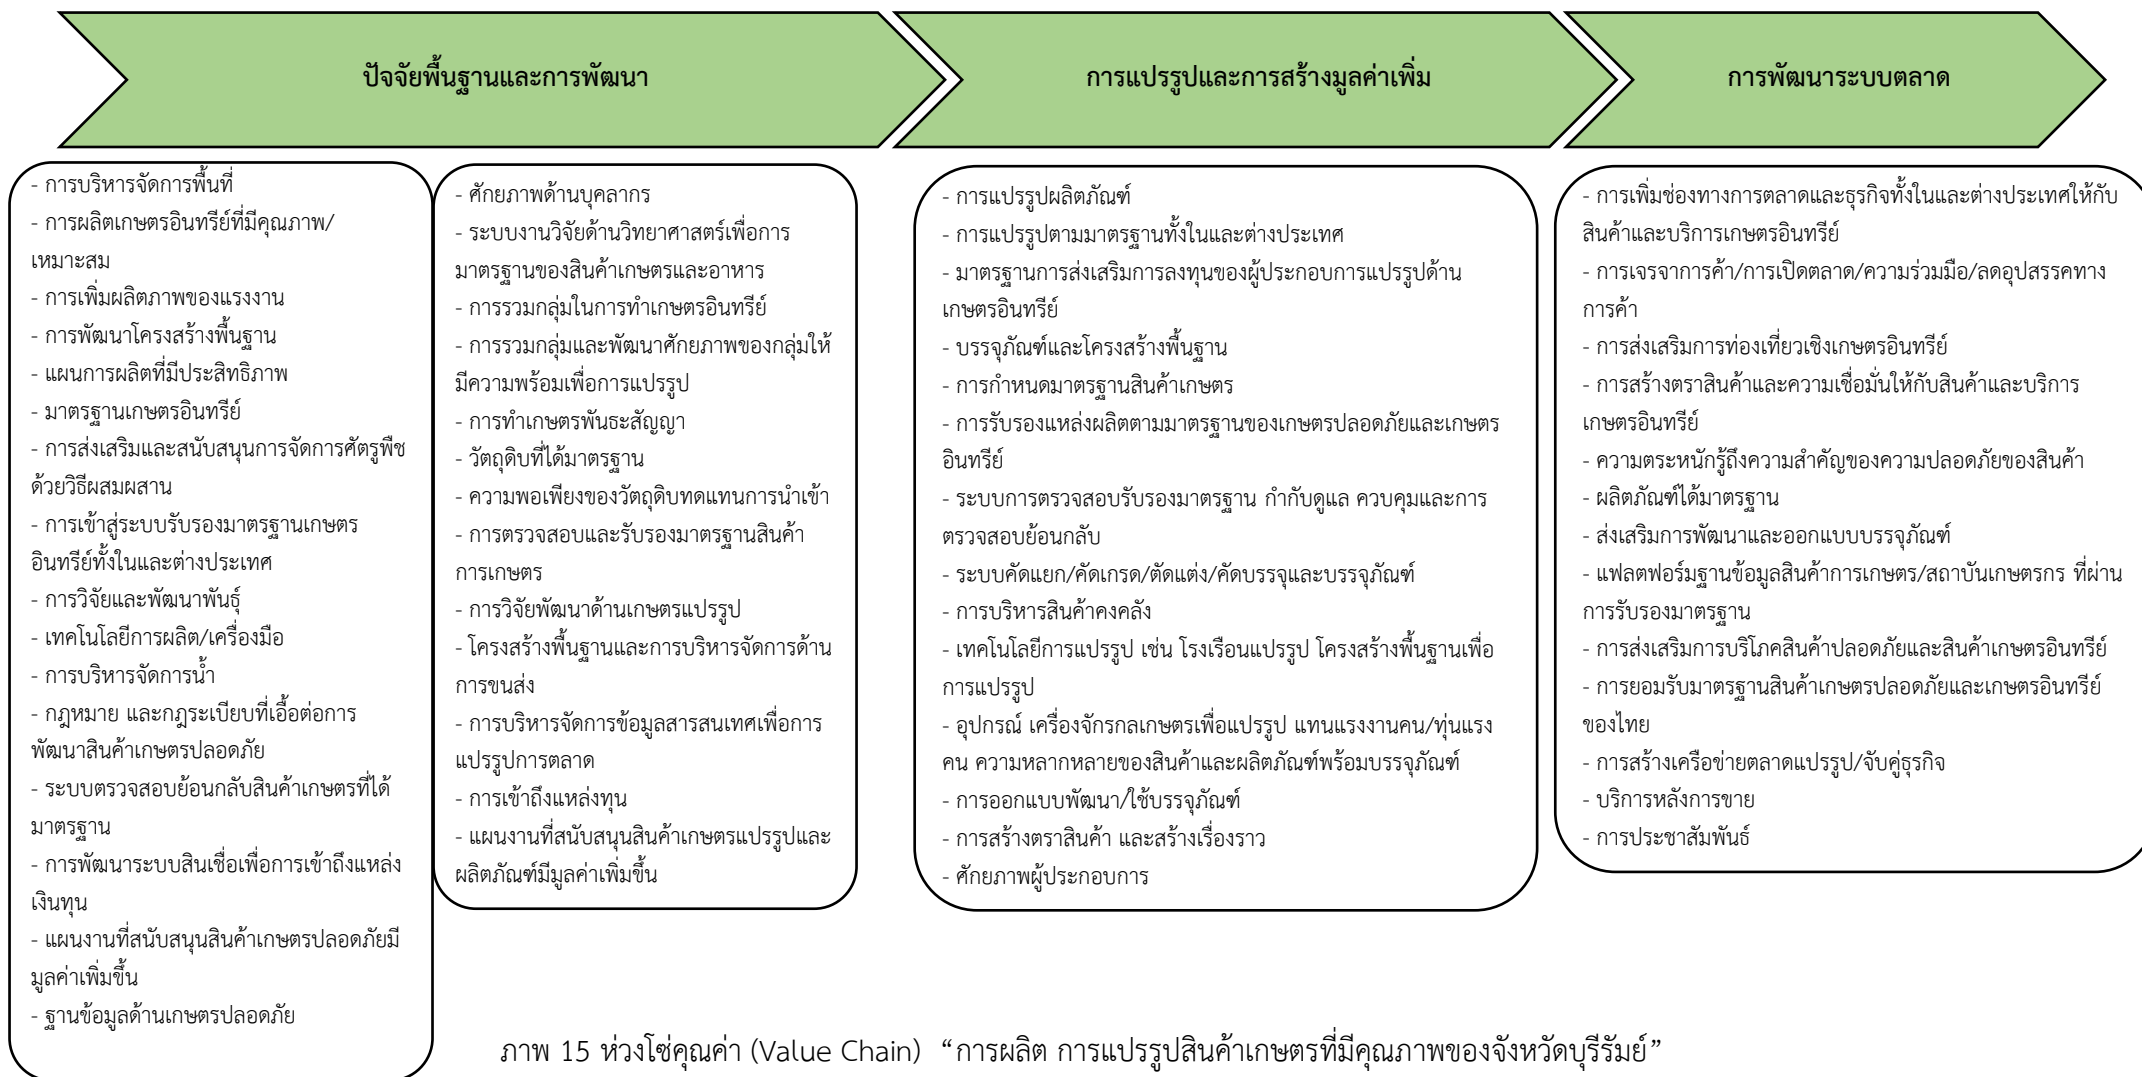 ปัจจัยพื้นฐานและการพัฒนา
การแปรรูปและการสร้างมูลค่าเพิ่ม
การพัฒนาระบบตลาด
- การบริหารจัดการพื้นที่
- การผลิตเกษตรอินทรีย์ที่มีคุณภาพ/
เหมาะสม
- การเพิ่มผลิตภาพของแรงงาน
- การพัฒนาโครงสร้างพื้นฐาน
- แผนการผลิตที่มีประสิทธิภาพ
- มาตรฐานเกษตรอินทรีย์
- การส่งเสริมและสนับสนุนการจัดการศัตรูพืช
ด้วยวิธีผสมผสาน
- การเข้าสู่ระบบรับรองมาตรฐานเกษตร
อินทรีย์ทั้งในและต่างประเทศ
- การวิจัยและพัฒนาพันธุ์
- เทคโนโลยีการผลิต/เครื่องมือ
- การบริหารจัดการน้ำ
- กฎหมาย และกฎระเบียบที่เอื้อต่อการ
พัฒนาสินค้าเกษตรปลอดภัย
- ระบบตรวจสอบย้อนกลับสินค้าเกษตรที่ได้
มาตรฐาน
- การพัฒนาระบบสินเชื่อเพื่อการเข้าถึงแหล่ง
เงินทุน
- แผนงานที่สนับสนุนสินค้าเกษตรปลอดภัยมี
มูลค่าเพิ่มขึ้น
- ฐานข้อมูลด้านเกษตรปลอดภัย
- ศักยภาพด้านบุคลากร
- ระบบงานวิจัยด้านวิทยาศาสตร์เพื่อการ
มาตรฐานของสินค้าเกษตรและอาหาร
- การรวมกลุ่มในการทำเกษตรอินทรีย์
- การรวมกลุ่มและพัฒนาศักยภาพของกลุ่มให้
มีความพร้อมเพื่อการแปรรูป
- การทำเกษตรพันธะสัญญา
- วัตถุดิบที่ได้มาตรฐาน
- ความพอเพียงของวัตถุดิบทดแทนการนำเข้า
- การตรวจสอบและรับรองมาตรฐานสินค้า
การเกษตร
- การวิจัยพัฒนาด้านเกษตรแปรรูป
- โครงสร้างพื้นฐานและการบริหารจัดการด้าน
การขนส่ง
- การบริหารจัดการข้อมูลสารสนเทศเพื่อการ
แปรรูปการตลาด
- การเข้าถึงแหล่งทุน
- แผนงานที่สนับสนุนสินค้าเกษตรแปรรูปและ
ผลิตภัณฑ์มีมูลค่าเพิ่มขึ้น
- การแปรรูปผลิตภัณฑ์
- การแปรรูปตามมาตรฐานทั้งในและต่างประเทศ
- มาตรฐานการส่งเสริมการลงทุนของผู้ประกอบการแปรรูปด้าน
เกษตรอินทรีย์
- บรรจุภัณฑ์และโครงสร้างพื้นฐาน
- การกำหนดมาตรฐานสินค้าเกษตร
- การรับรองแหล่งผลิตตามมาตรฐานของเกษตรปลอดภัยและเกษตร
อินทรีย์
- ระบบการตรวจสอบรับรองมาตรฐาน กำกับดูแล ควบคุมและการ
ตรวจสอบย้อนกลับ
- ระบบคัดแยก/คัดเกรด/ตัดแต่ง/คัดบรรจุและบรรจุภัณฑ์
- การบริหารสินค้าคงคลัง
- เทคโนโลยีการแปรรูป เช่น โรงเรือนแปรรูป โครงสร้างพื้นฐานเพื่อ
การแปรรูป
- อุปกรณ์ เครื่องจักรกลเกษตรเพื่อแปรรูป แทนแรงงานคน/ทุ่นแรง
คน ความหลากหลายของสินค้าและผลิตภัณฑ์พร้อมบรรจุภัณฑ์
- การออกแบบพัฒนา/ใช้บรรจุภัณฑ์
- การสร้างตราสินค้า และสร้างเรื่องราว
- ศักยภาพผู้ประกอบการ
- การเพิ่มช่องทางการตลาดและธุรกิจทั้งในและต่างประเทศให้กับ
สินค้าและบริการเกษตรอินทรีย์
- การเจรจาการค้า/การเปิดตลาด/ความร่วมมือ/ลดอุปสรรคทาง
การค้า
- การส่งเสริมการท่องเที่ยวเชิงเกษตรอินทรีย์
- การสร้างตราสินค้าและความเชื่อมั่นให้กับสินค้าและบริการ
เกษตรอินทรีย์
- ความตระหนักรู้ถึงความสำคัญของความปลอดภัยของสินค้า
- ผลิตภัณฑ์ได้มาตรฐาน
- ส่งเสริมการพัฒนาและออกแบบบรรจุภัณฑ์
- แฟลตฟอร์มฐานข้อมูลสินค้าการเกษตร/สถาบันเกษตรกร ที่ผ่าน
การรับรองมาตรฐาน
- การส่งเสริมการบริโภคสินค้าปลอดภัยและสินค้าเกษตรอินทรีย์
- การยอมรับมาตรฐานสินค้าเกษตรปลอดภัยและเกษตรอินทรีย์
ของไทย
- การสร้างเครือข่ายตลาดแปรรูป/จับคู่ธุรกิจ
- บริการหลังการขาย
- การประชาสัมพันธ์
ภาพ 15 ห่วงโซ่คุณค่า (Value Chain) “การผลิต การแปรรูปสินค้าเกษตรที่มีคุณภาพของจังหวัดบุรีรัมย์”